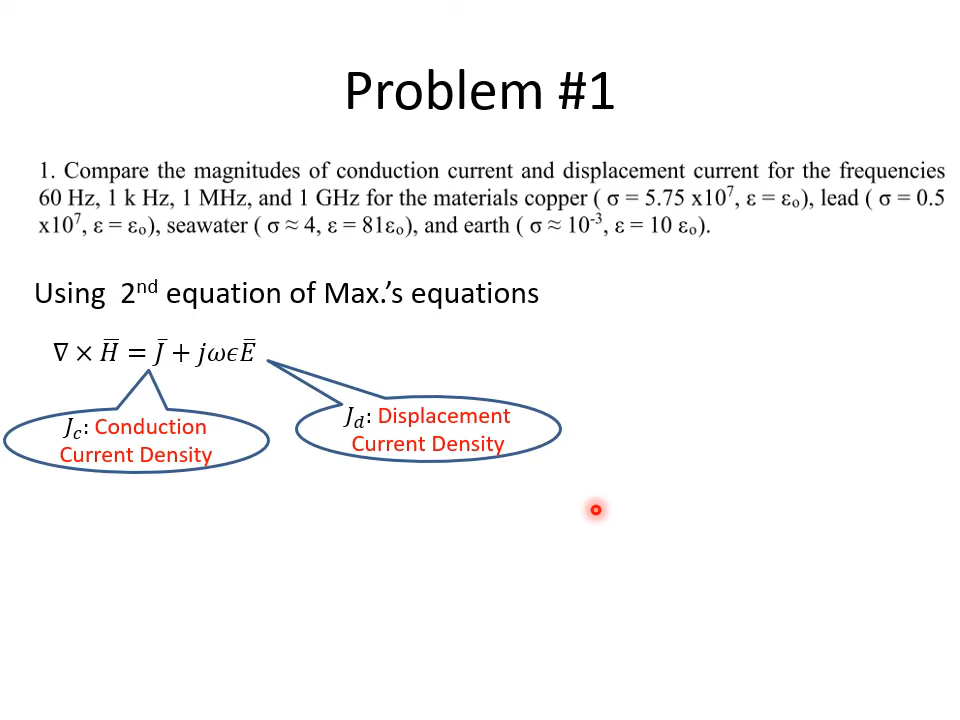 Problem #1
1. Compare the magnitudes of conduction current and displacement current for the frequencies
60 Hz, 1 k Hz, 1 MHz, and 1 GHz for the materials copper ( σ = 5.75 x10⁷, ε = εₒ), lead ( σ = 0.5
x10⁷, ε = εₒ), seawater ( σ ≈ 4, ε = 81εₒ), and earth ( σ ≈ 10⁻³, ε = 10 εₒ).
Using 2ⁿᵈ equation of Max.'s equations
∇ × H̅ = J̅ + jωϵE̅
J_c: Conduction
Current Density
J_d: Displacement
Current Density